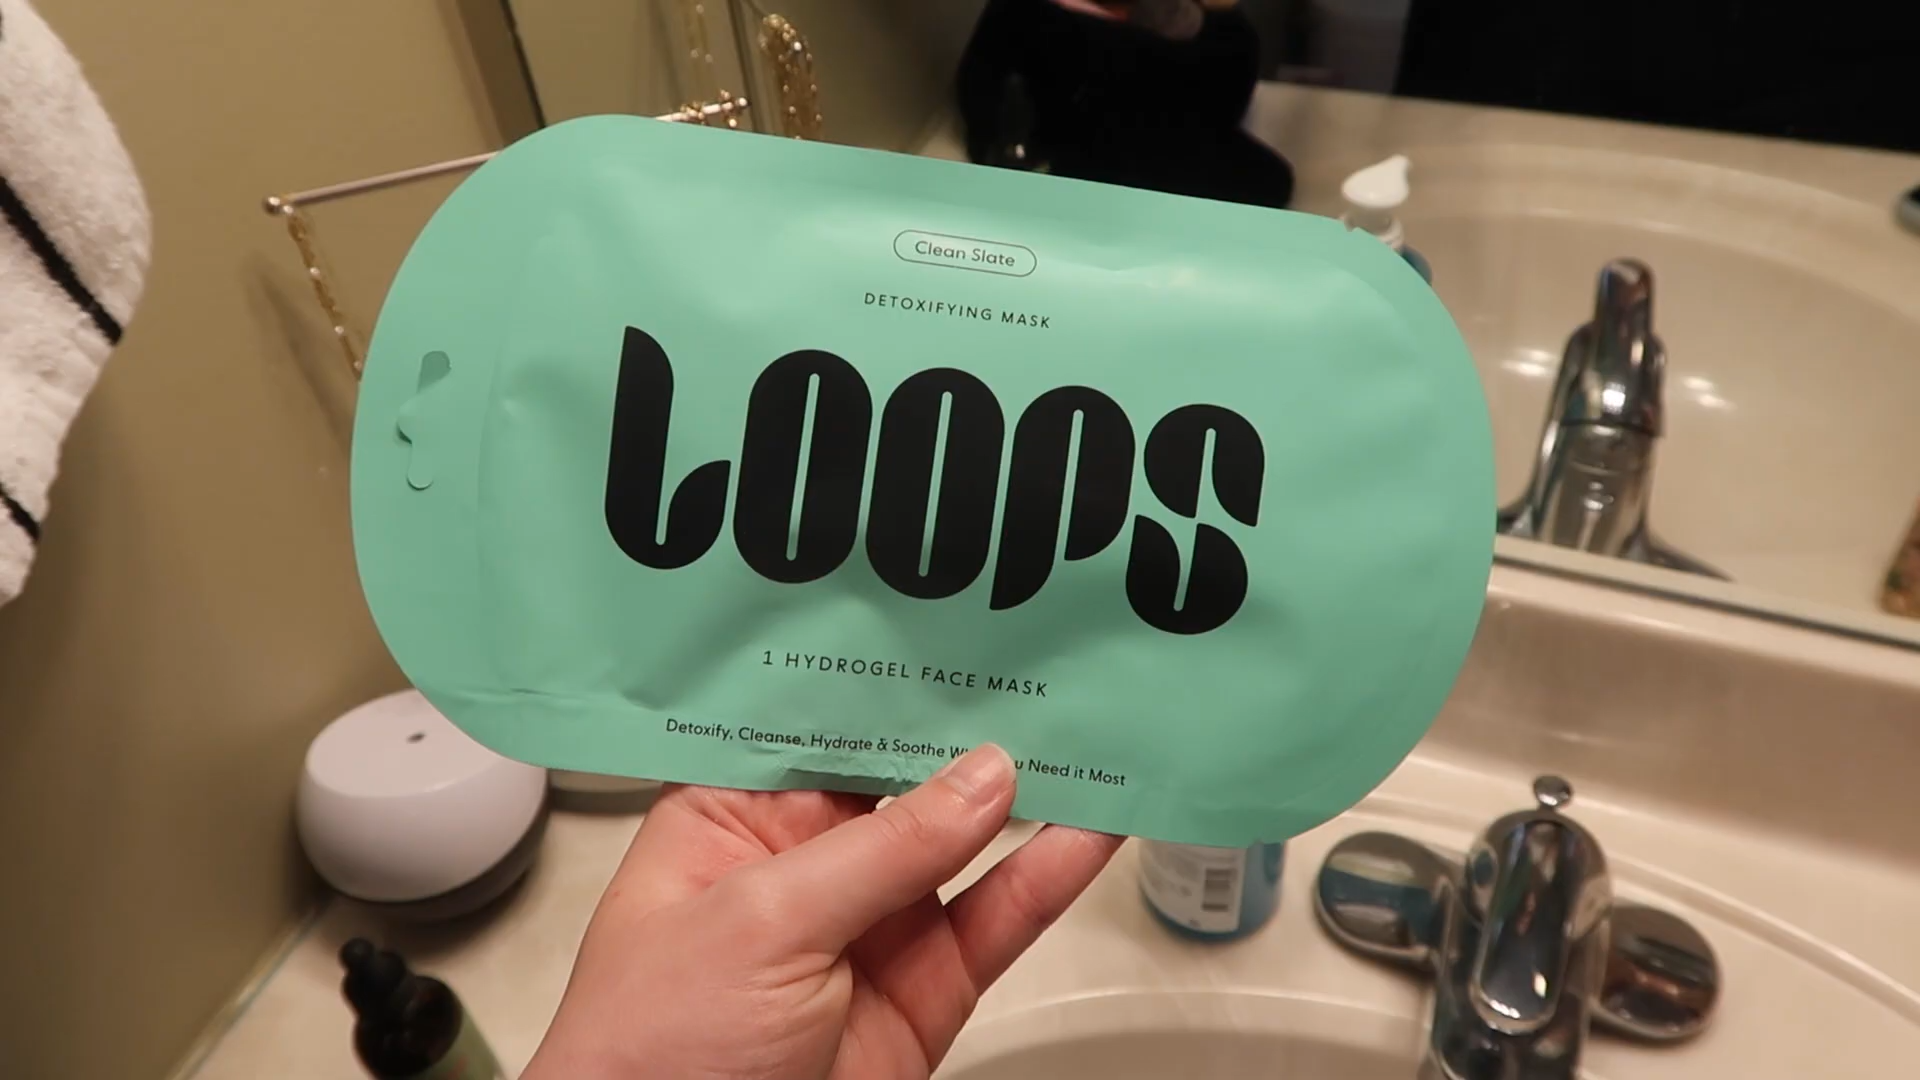 Clean Slate
DETOXIFYING MASK
LOOPS
1 HYDROGEL FACE MASK
Detoxify, Cleanse, Hydrate & Soothe Need it Most